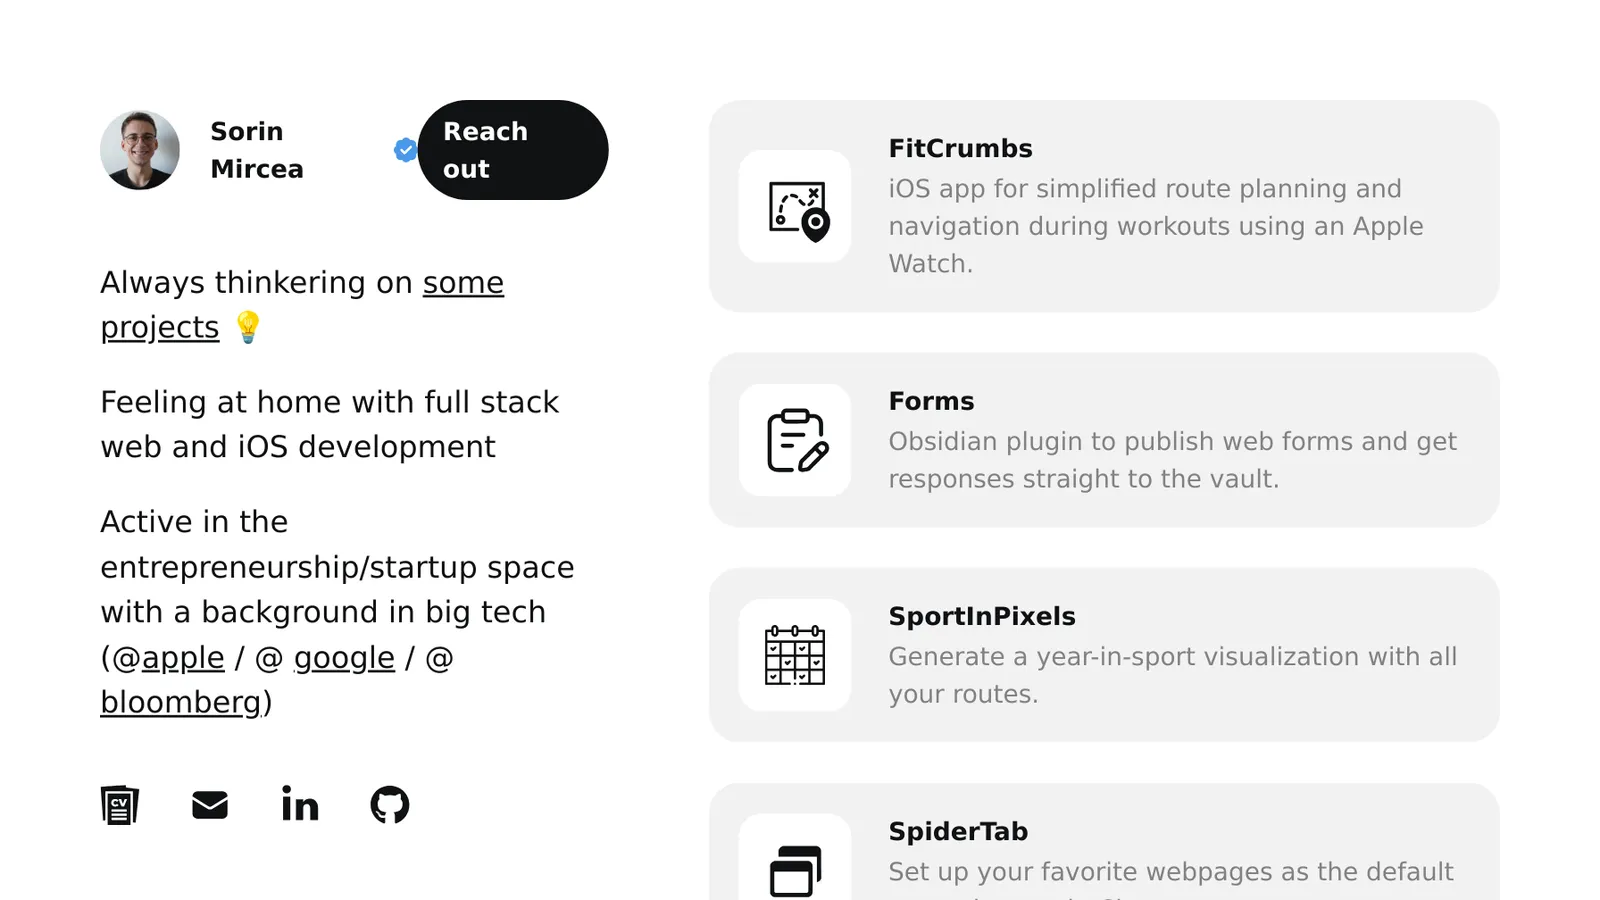 Sorin
Mircea
Reach
out
Always thinkering on some
projects 💡
Feeling at home with full stack
web and iOS development
Active in the
entrepreneurship/startup space
with a background in big tech
(@apple / @ google / @
bloomberg)
CV
in
FitCrumbs
iOS app for simplified route planning and
navigation during workouts using an Apple
Watch.
Forms
Obsidian plugin to publish web forms and get
responses straight to the vault.
SportInPixels
Generate a year-in-sport visualization with all
your routes.
SpiderTab
Set up your favorite webpages as the default